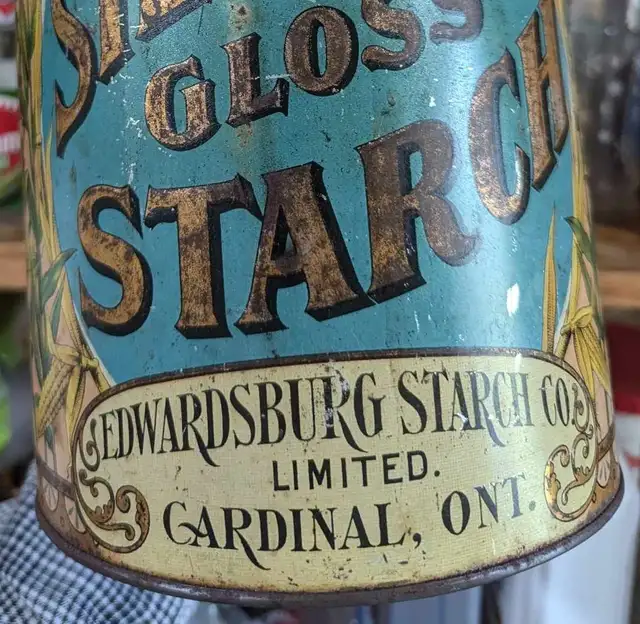 GLOSS
STARCH
EDWARDSBURG STARCH CO.
LIMITED.
CARDINAL, ONT.